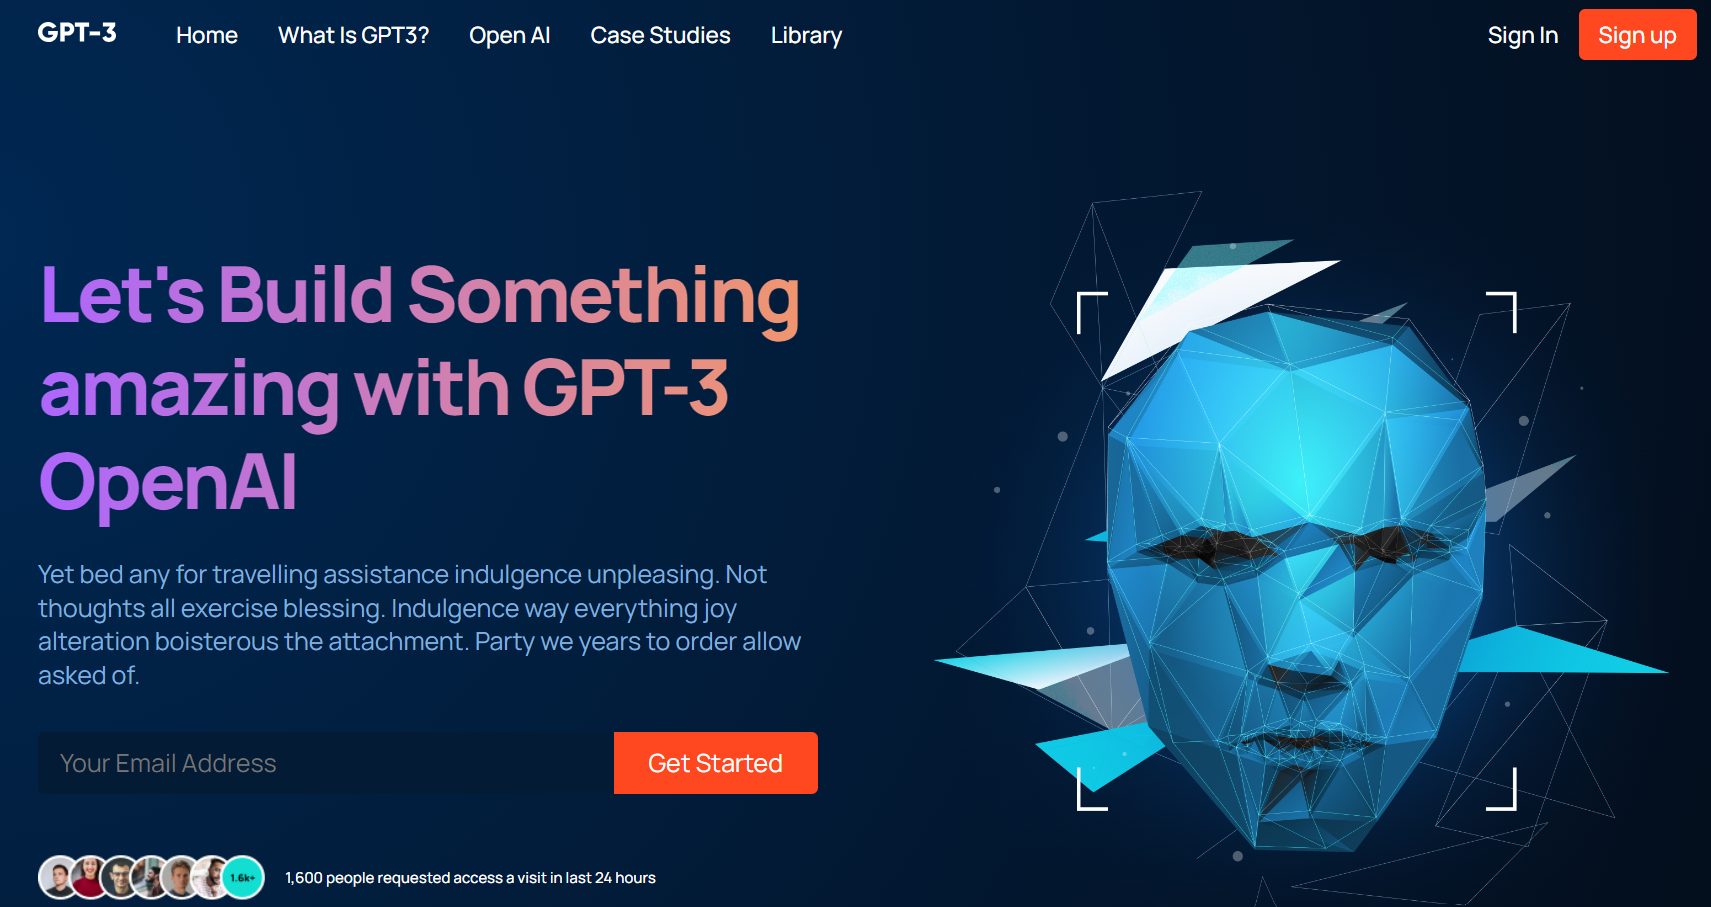 GPT-3
Home
What Is GPT3?
Open AI
Case Studies
Library
Sign In
Sign up
Let's Build Something
amazing with GPT-3
OpenAI
Yet bed any for travelling assistance indulgence unpleasing. Not
thoughts all exercise blessing. Indulgence way everything joy
alteration boisterous the attachment. Party we years to order allow
asked of.
Your Email Address
Get Started
1.6k+
1,600 people requested access a visit in last 24 hours